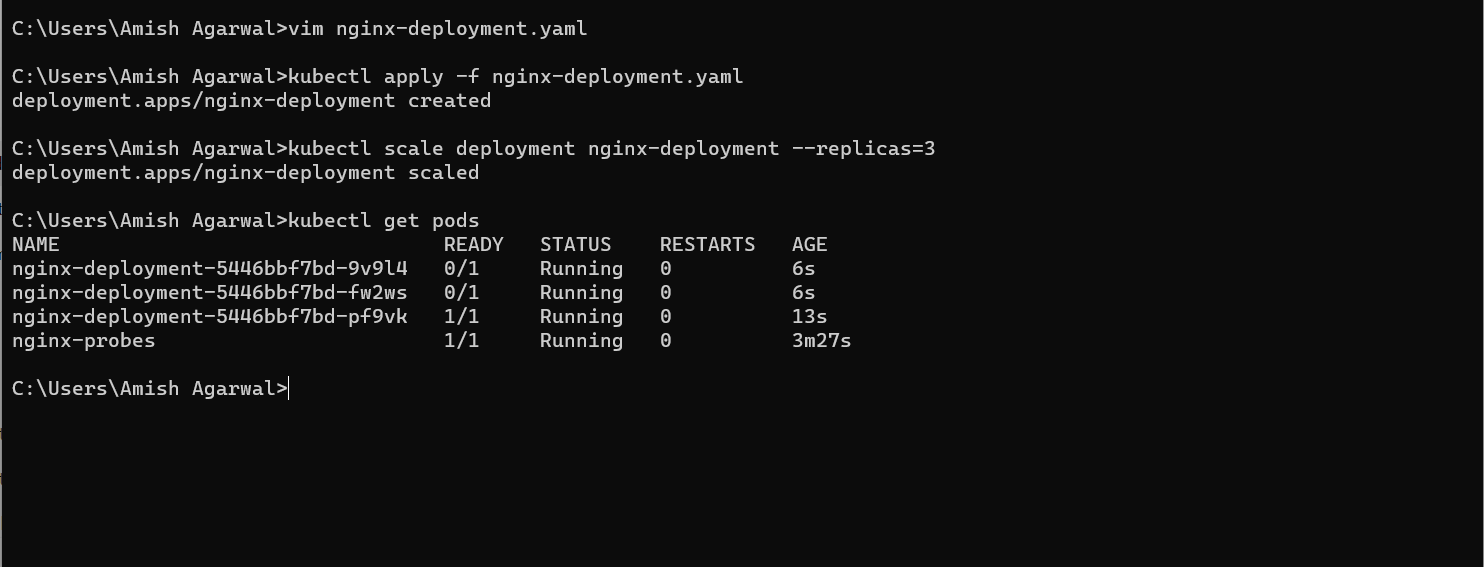 C:\Users\Amish Agarwal>vim nginx-deployment.yaml
C:\Users\Amish Agarwal>kubectl apply -f nginx-deployment.yaml
deployment.apps/nginx-deployment created
C:\Users\Amish Agarwal>kubectl scale deployment nginx-deployment --replicas=3
deployment.apps/nginx-deployment scaled
C:\Users\Amish Agarwal>kubectl get pods
NAME READY STATUS RESTARTS AGE
nginx-deployment-5446bbf7bd-9v9l4 0/1 Running 0 6s
nginx-deployment-5446bbf7bd-fw2ws 0/1 Running 0 6s
nginx-deployment-5446bbf7bd-pf9vk 1/1 Running 0 13s
nginx-probes 1/1 Running 0 3m27s
C:\Users\Amish Agarwal>